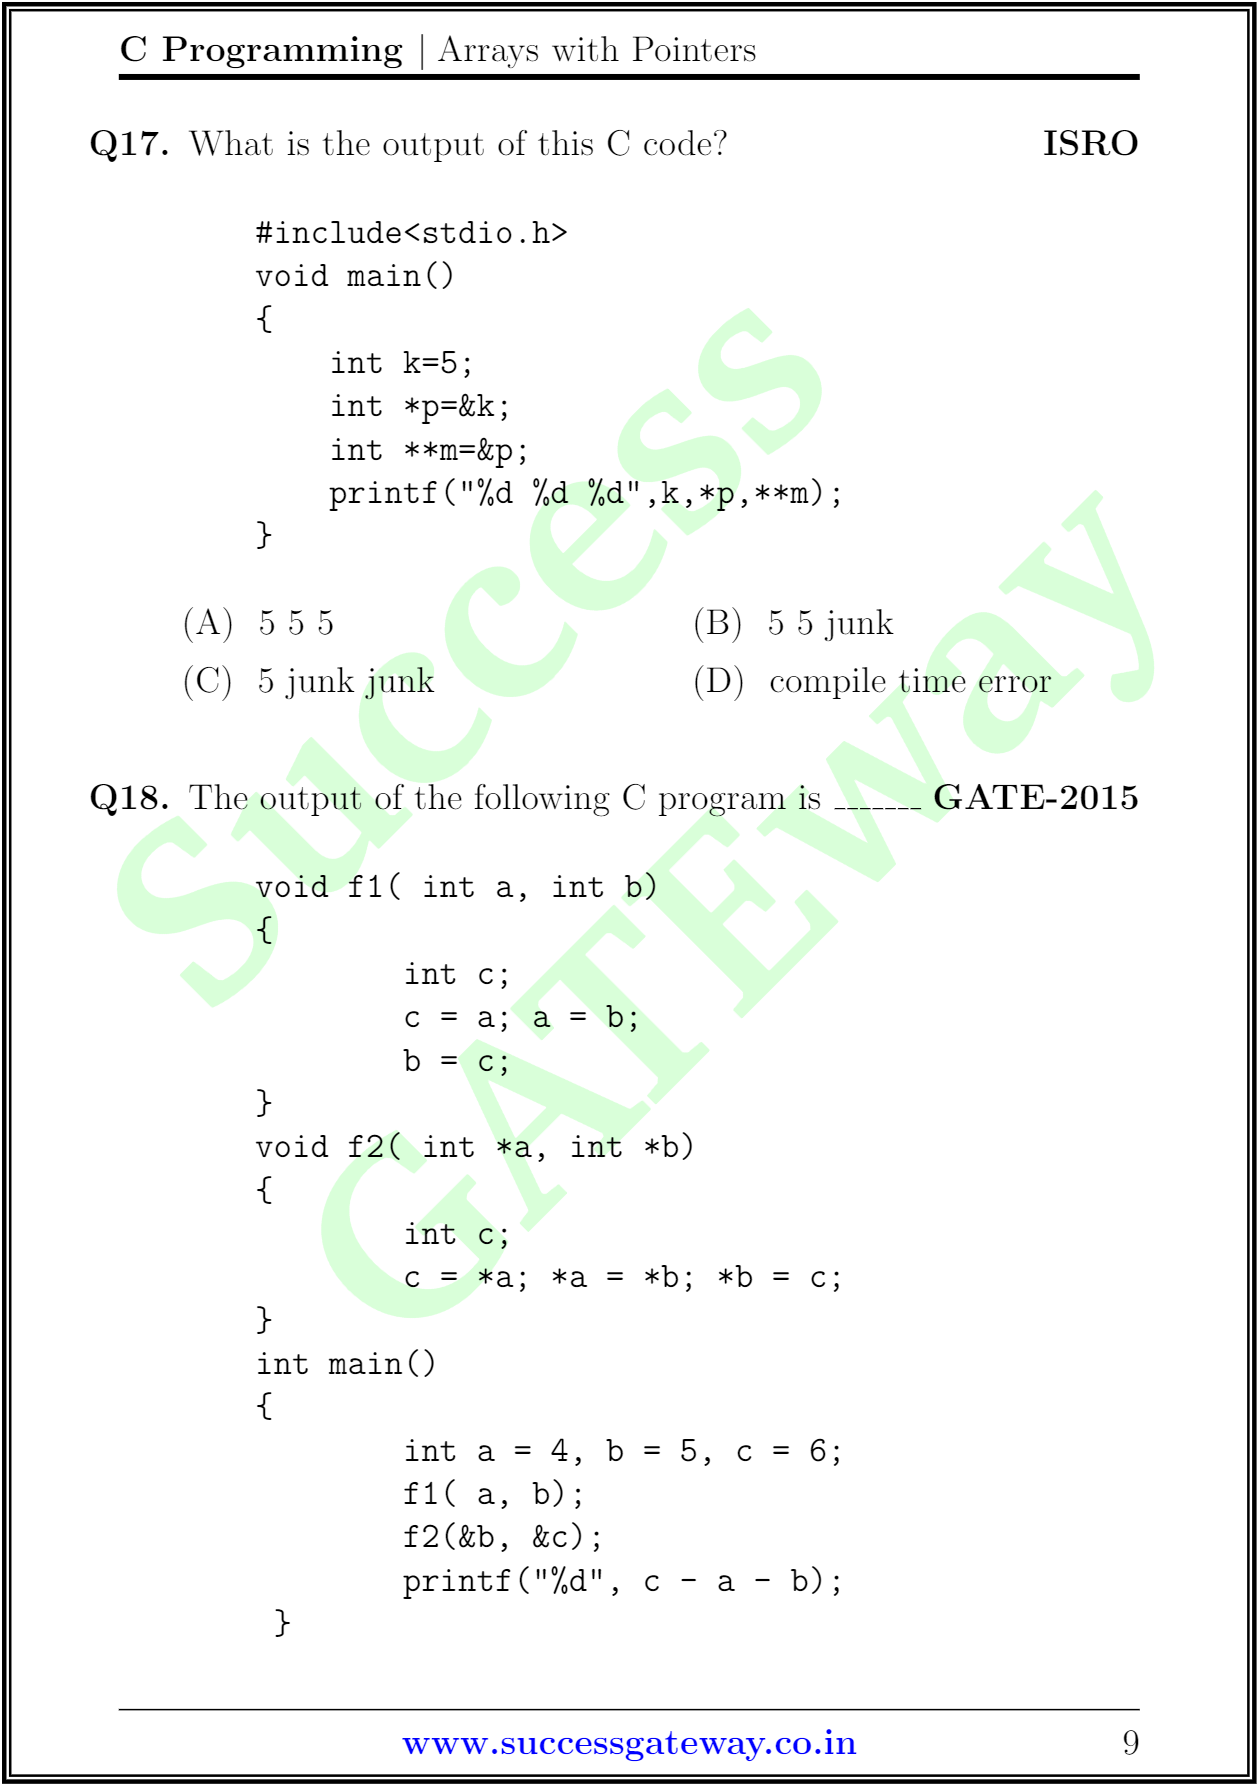 C Programming | Arrays with Pointers
Q17. What is the output of this C code? ISRO
#include<stdio.h>
void main()
{
    int k=5;
    int *p=&k;
    int **m=&p;
    printf("%d %d %d",k,*p,**m);
}
(A) 5 5 5 (B) 5 5 junk
(C) 5 junk junk (D) compile time error
Q18. The output of the following C program is _______ GATE-2015
void f1( int a, int b)
{
        int c;
        c = a; a = b;
        b = c;
}
void f2( int *a, int *b)
{
        int c;
        c = *a; *a = *b; *b = c;
}
int main()
{
        int a = 4, b = 5, c = 6;
        f1( a, b);
        f2(&b, &c);
        printf("%d", c - a - b);
 }
www.successgateway.co.in 9
Success
GATEway